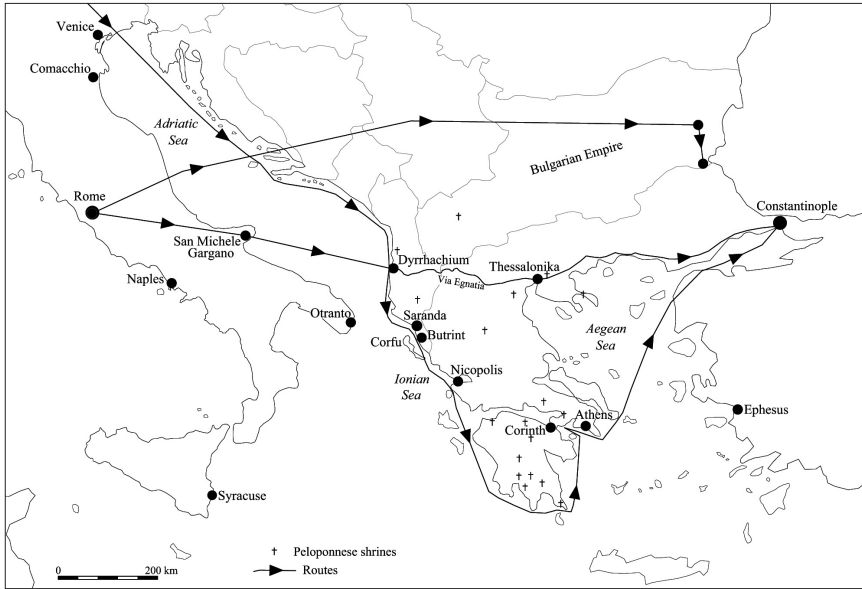 Venice
Comacchio
Adriatic
Sea
Bulgarian Empire
Rome
Constantinople
San Michele
Gargano
Dyrrhachium
Thessalonika
Via Egnatia
Naples
Otranto
Saranda
Butrint
Corfu
Aegean
Sea
Nicopolis
Ionian
Sea
Athens
Ephesus
Corinth
Syracuse
Peloponnese shrines
Routes
0
200 km